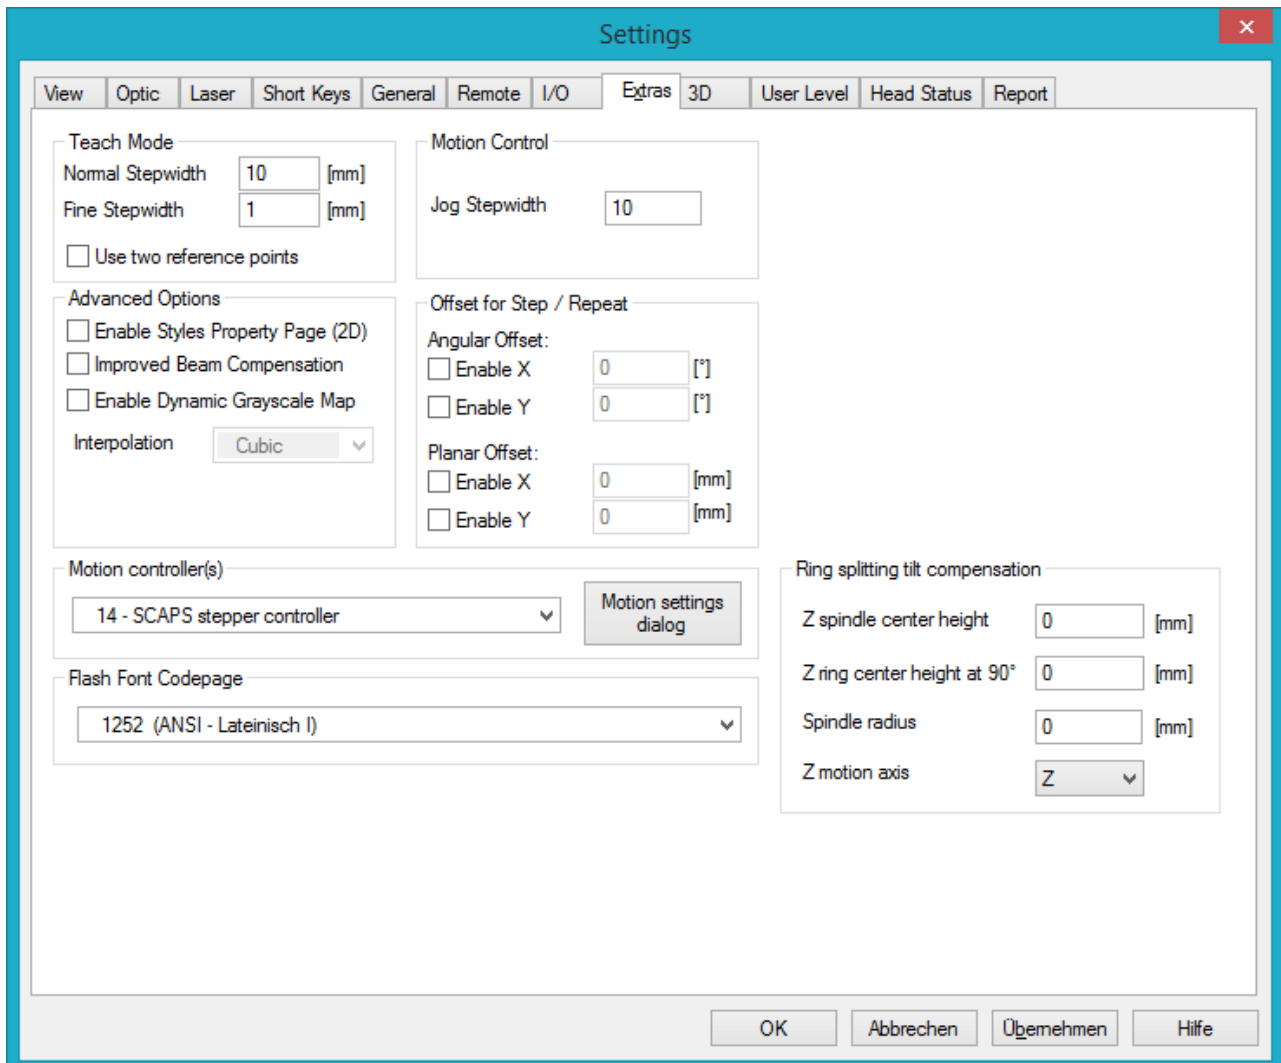 Settings
View Optic Laser Short Keys General Remote I/O Extras 3D User Level Head Status Report
Teach Mode
Normal Stepwidth 10 [mm]
Fine Stepwidth 1 [mm]
Use two reference points
Motion Control
Jog Stepwidth 10
Advanced Options
Enable Styles Property Page (2D)
Improved Beam Compensation
Enable Dynamic Grayscale Map
Interpolation Cubic
Offset for Step / Repeat
Angular Offset:
Enable X 0 [°]
Enable Y 0 [°]
Planar Offset:
Enable X 0 [mm]
Enable Y 0 [mm]
Motion controller(s)
14 - SCAPS stepper controller
Motion settings
dialog
Flash Font Codepage
1252 (ANSI - Lateinisch I)
Ring splitting tilt compensation
Z spindle center height 0 [mm]
Z ring center height at 90° 0 [mm]
Spindle radius 0 [mm]
Z motion axis Z
OK Abbrechen Übernehmen Hilfe